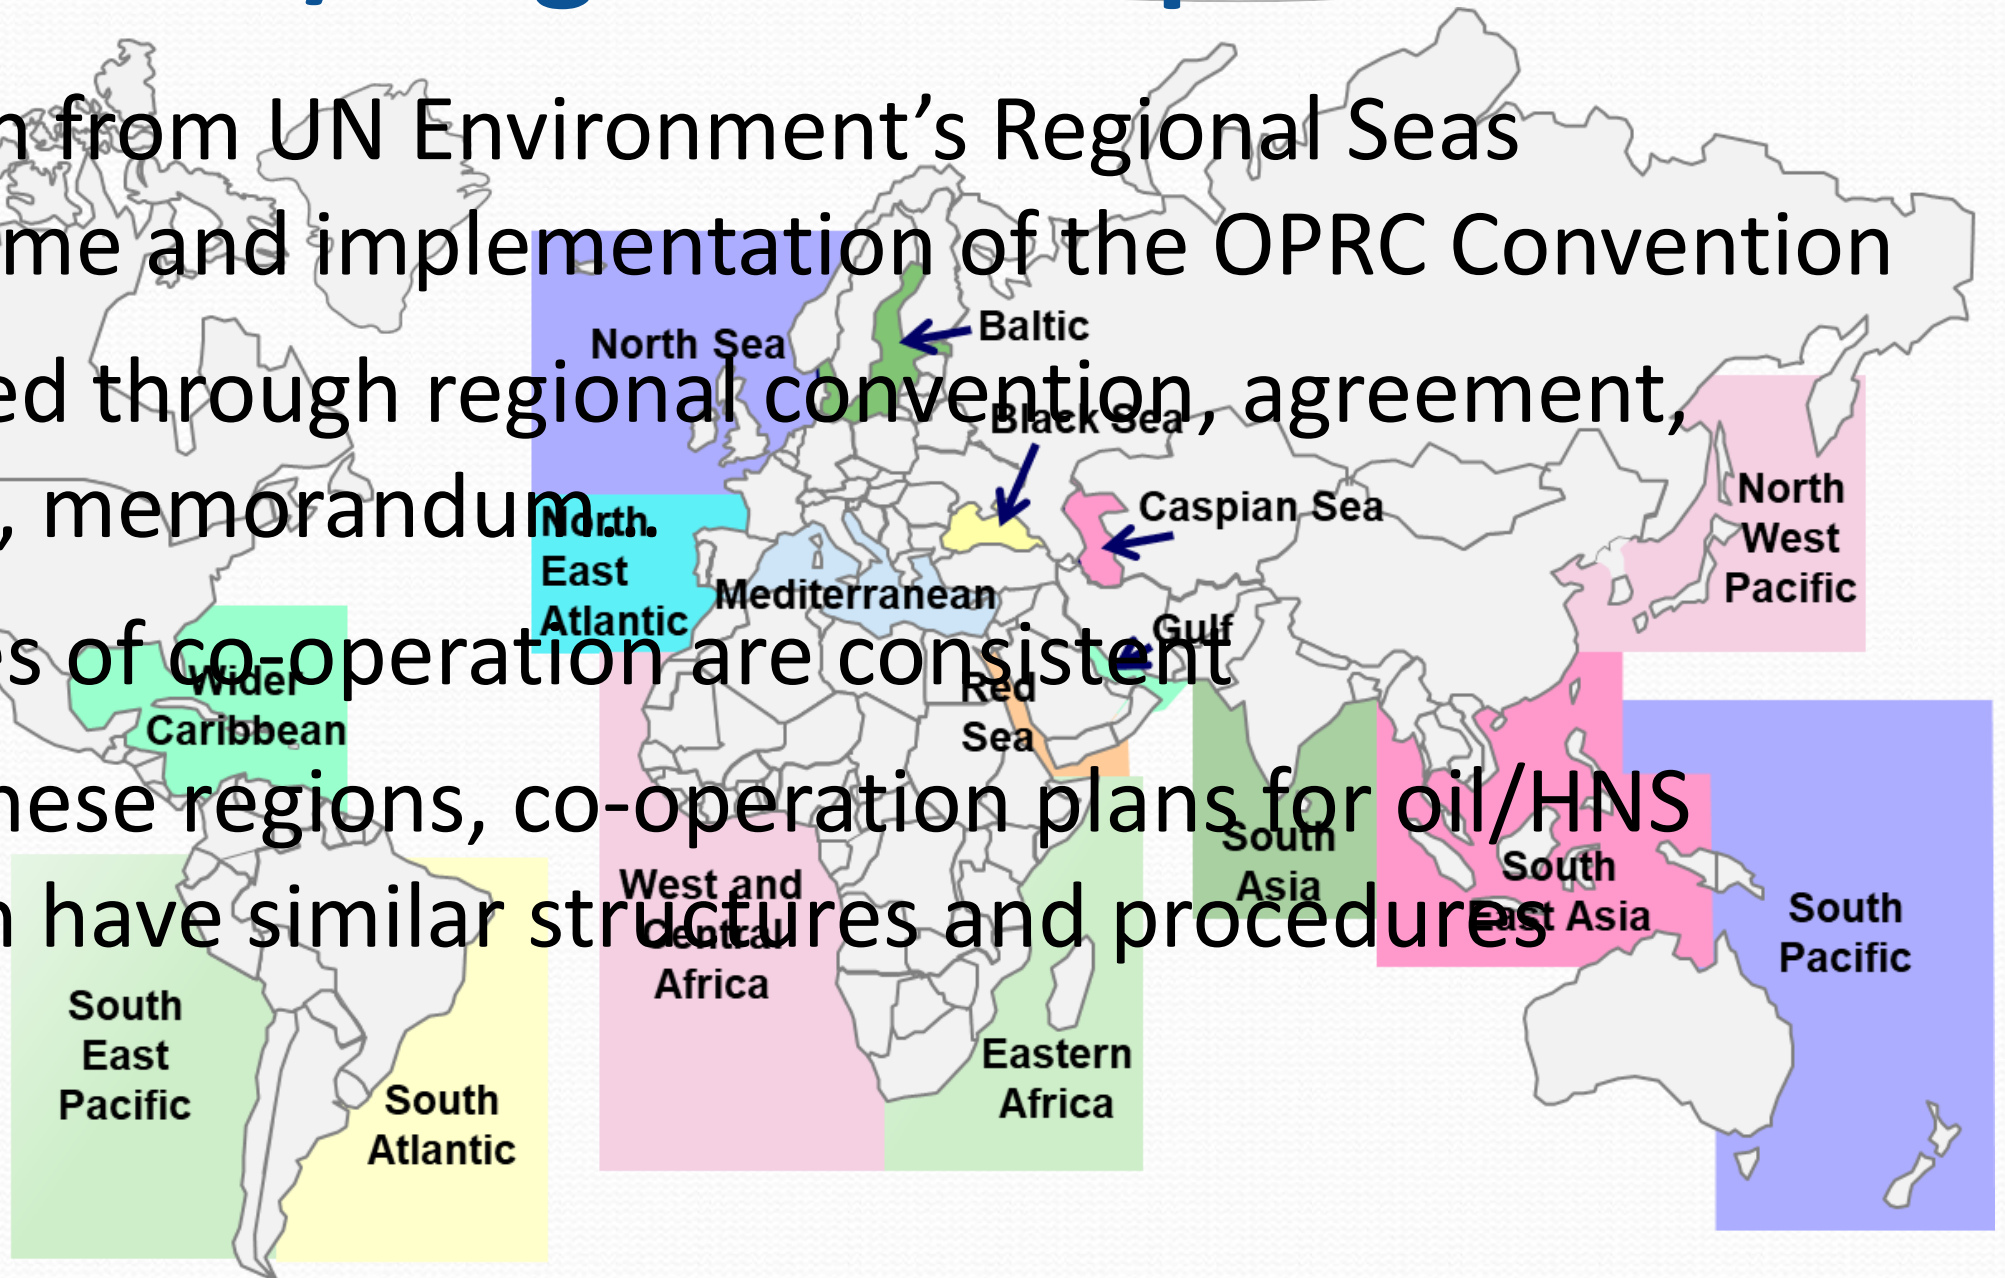 n from UN Environment’s Regional Seas
me and implementation of the OPRC Convention
ed through regional convention, agreement,
, memorandum…
es of co-operation are consistent
hese regions, co-operation plans for oil/HNS
n have similar structures and procedures
North Sea
Baltic
Black Sea
Caspian Sea
North
East
Atlantic
Mediterranean
Gulf
Red
Sea
North
West
Pacific
Wider
Caribbean
South
Asia
South
East Asia
South
Pacific
West and
Central
Africa
Eastern
Africa
South
East
Pacific
South
Atlantic